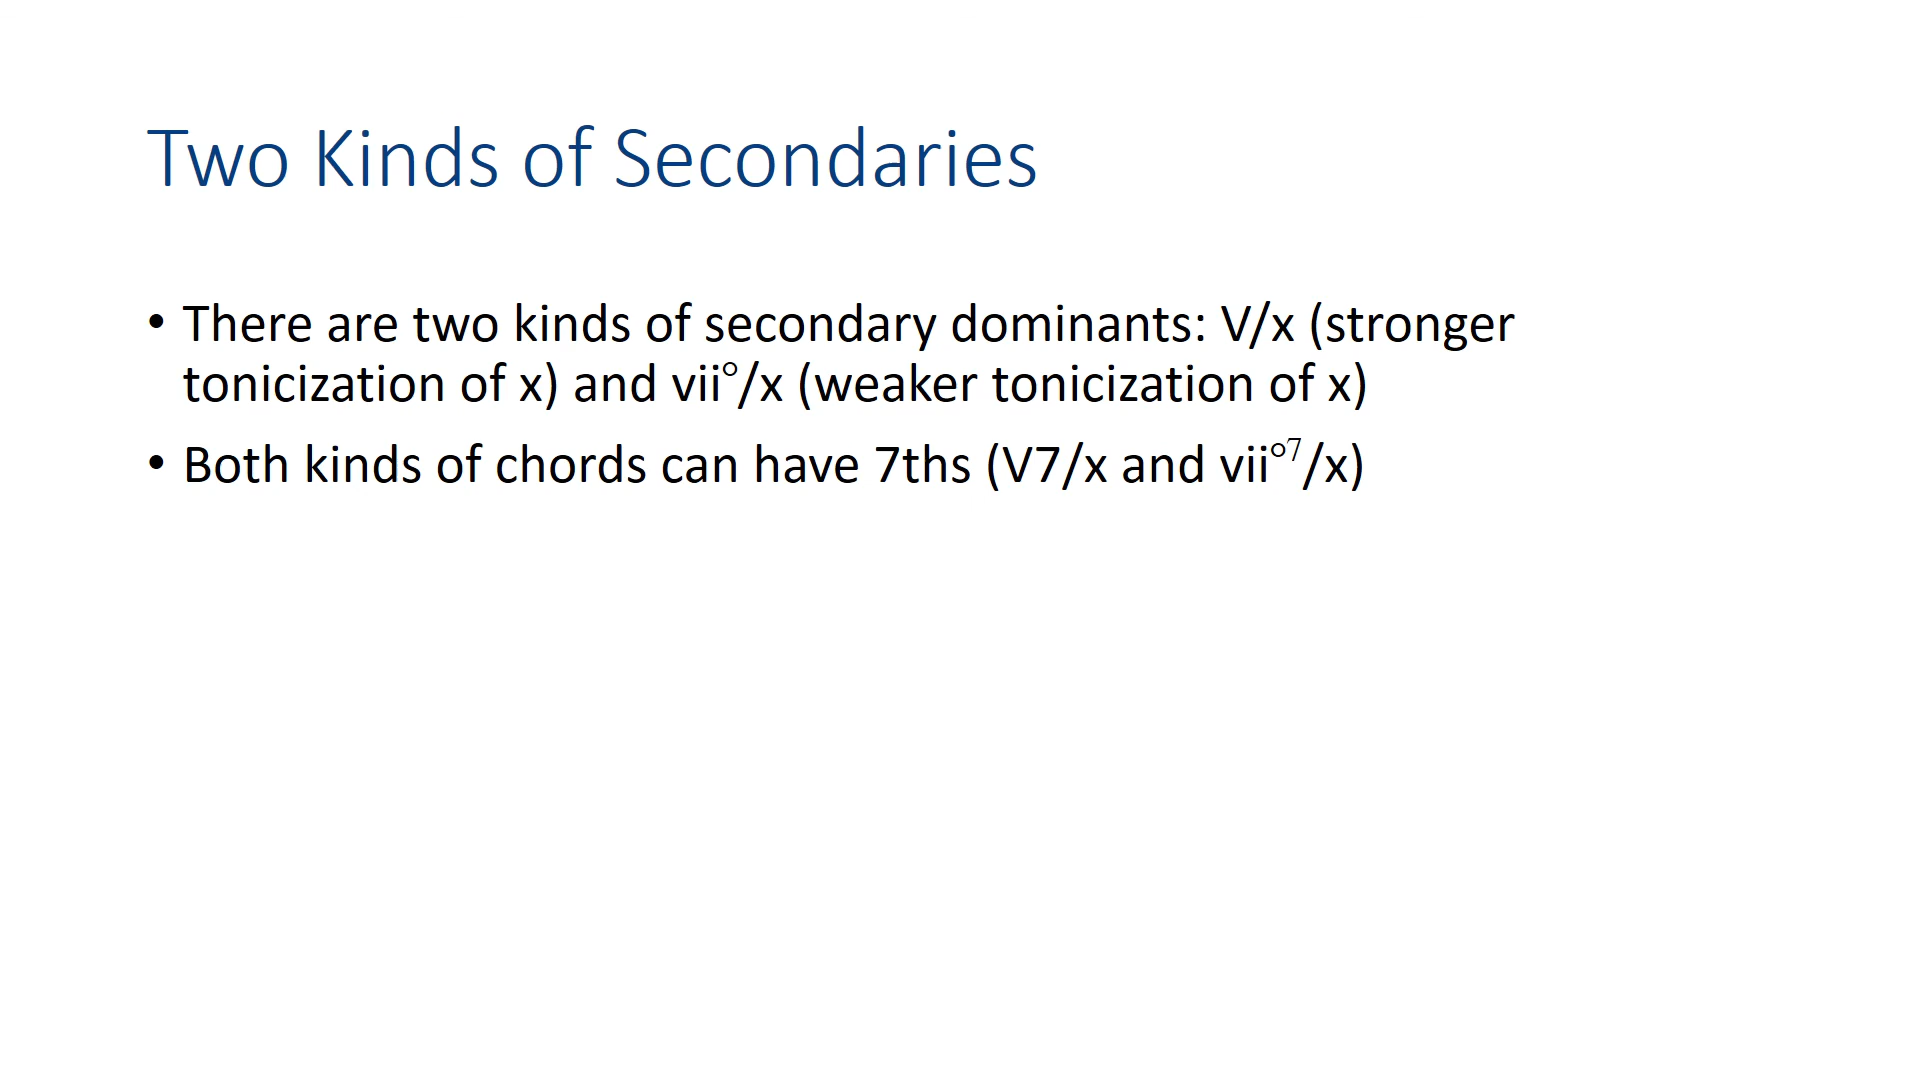 Two Kinds of Secondaries
• There are two kinds of secondary dominants: V/x (stronger
tonicization of x) and vii°/x (weaker tonicization of x)
• Both kinds of chords can have 7ths (V7/x and vii°⁷/x)